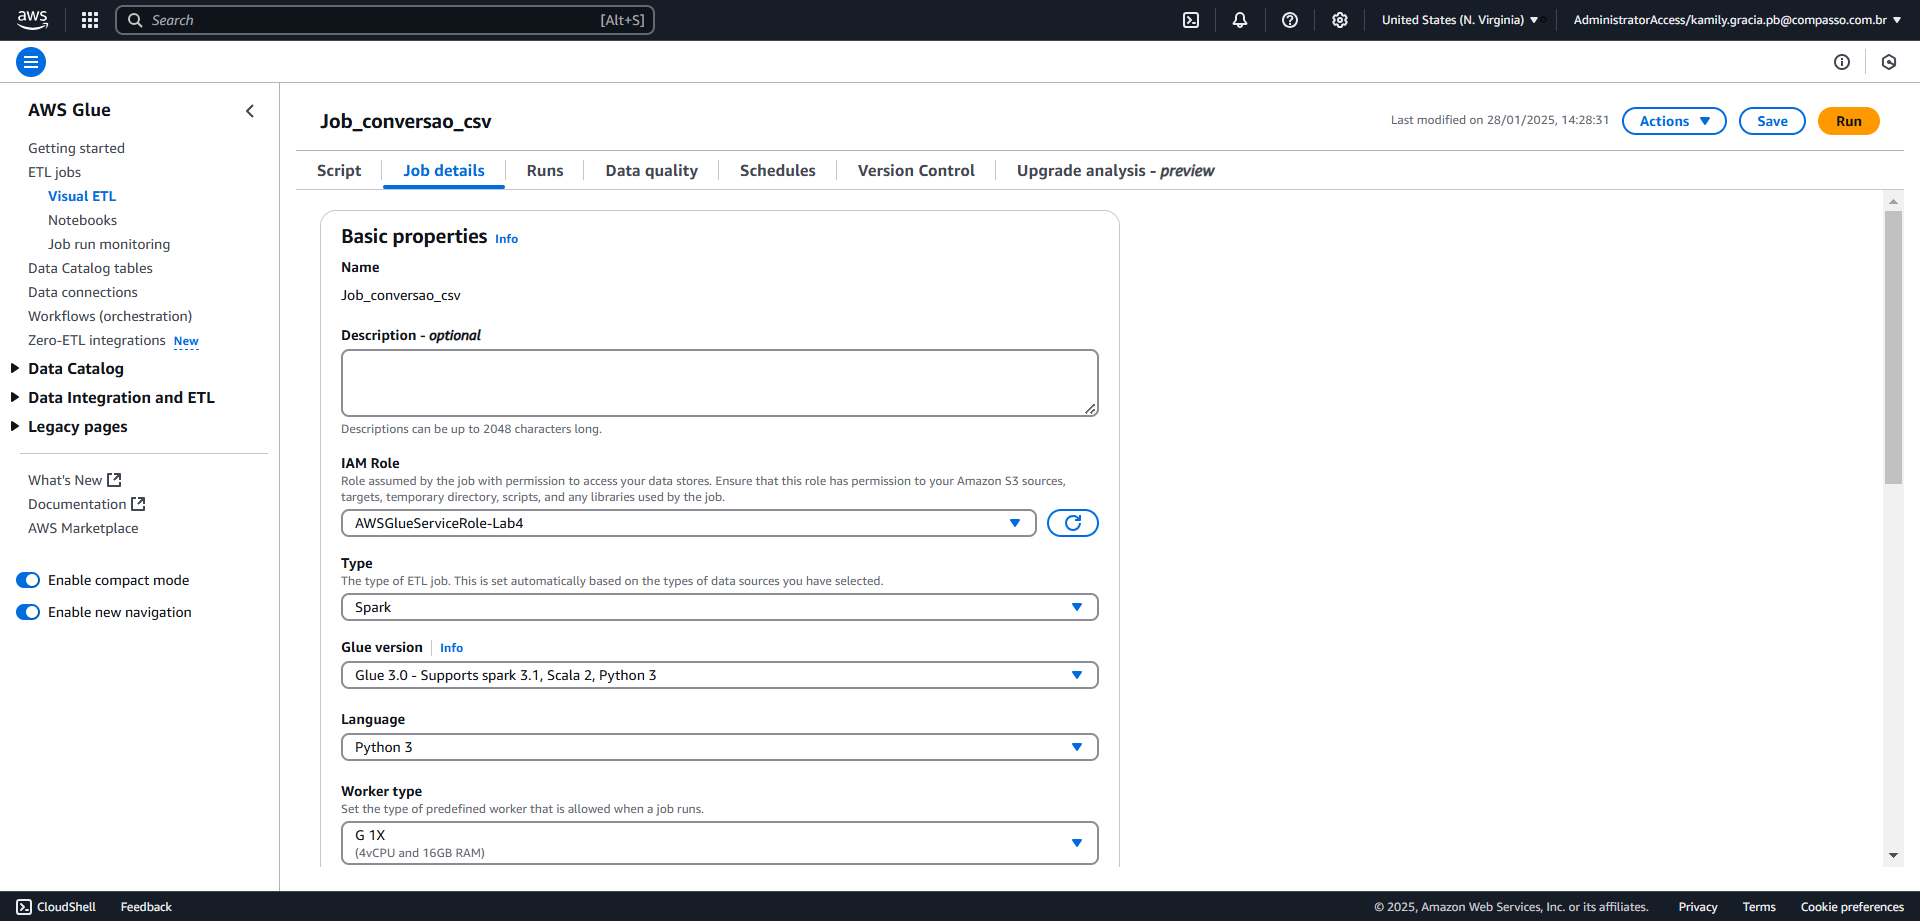 aws
Search
[Alt+S]
United States (N. Virginia)
AdministratorAccess/kamily.gracia.pb@compasso.com.br
AWS Glue
Getting started
ETL jobs
Visual ETL
Notebooks
Job run monitoring
Data Catalog tables
Data connections
Workflows (orchestration)
Zero-ETL integrations New
Data Catalog
Data Integration and ETL
Legacy pages
What's New
Documentation
AWS Marketplace
Enable compact mode
Enable new navigation
Job_conversao_csv
Last modified on 28/01/2025, 14:28:31
Actions
Save
Run
Script
Job details
Runs
Data quality
Schedules
Version Control
Upgrade analysis - preview
Basic properties Info
Name
Job_conversao_csv
Description - optional
Descriptions can be up to 2048 characters long.
IAM Role
Role assumed by the job with permission to access your data stores. Ensure that this role has permission to your Amazon S3 sources,
targets, temporary directory, scripts, and any libraries used by the job.
AWSGlueServiceRole-Lab4
Type
The type of ETL job. This is set automatically based on the types of data sources you have selected.
Spark
Glue version Info
Glue 3.0 - Supports spark 3.1, Scala 2, Python 3
Language
Python 3
Worker type
Set the type of predefined worker that is allowed when a job runs.
G 1X
(4vCPU and 16GB RAM)
CloudShell
Feedback
© 2025, Amazon Web Services, Inc. or its affiliates.
Privacy
Terms
Cookie preferences